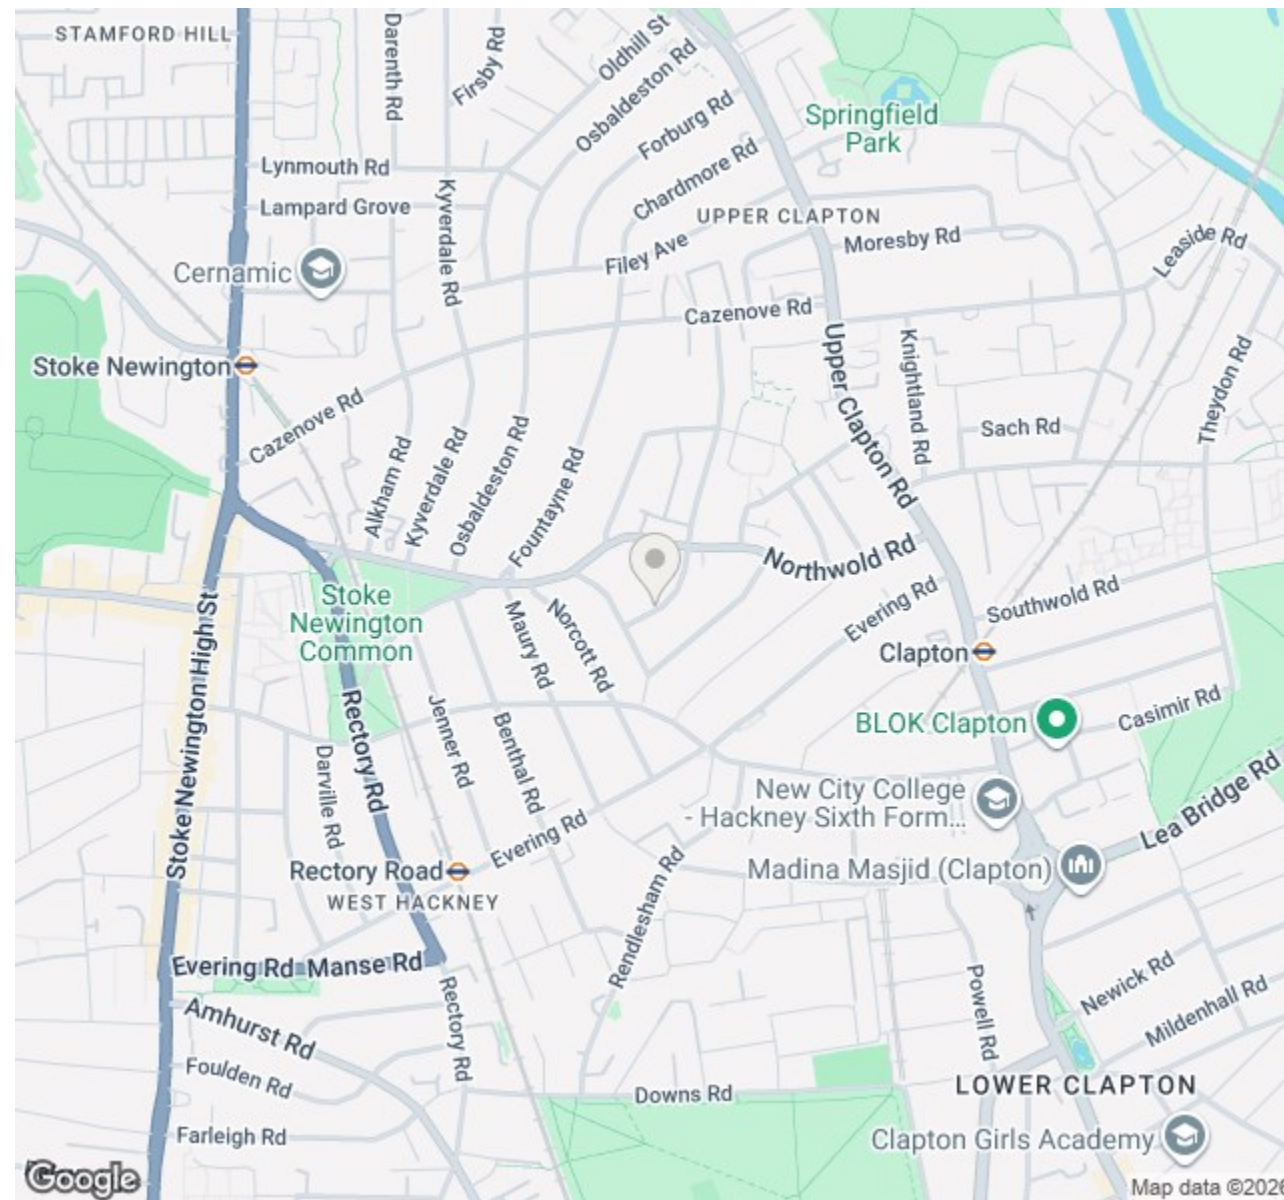 STAMFORD HILL
Darenth Rd
Firsby Rd
Oldhill St
Osbaldeston Rd
Forburg Rd
Chardmore Rd
Springfield
Park
Lynmouth Rd
Lampard Grove
Kyverdale Rd
UPPER CLAPTON
Moresby Rd
Leaside Rd
Cernamic
Filey Ave
Cazenove Rd
Stoke Newington
Upper Clapton Rd
Knightland Rd
Theydon Rd
Cazenove Rd
Alkham Rd
Kyverdale Rd
Osbaldeston Rd
Fountayne Rd
Sach Rd
Northwold Rd
Stoke
Newington
Common
Maury Rd
Norcott Rd
Evering Rd
Southwold Rd
Clapton
Stoke Newington High St
Rectory Rd
Jenner Rd
Benthal Rd
BLOK Clapton
Casimir Rd
Darville Rd
New City College
- Hackney Sixth Form...
Lea Bridge Rd
Evering Rd
Rectory Road
WEST HACKNEY
Rendlesham Rd
Madina Masjid (Clapton)
Evering Rd
Manse Rd
Rectory Rd
Powell Rd
Newick Rd
Mildenhall Rd
Amhurst Rd
Foulden Rd
Downs Rd
LOWER CLAPTON
Farleigh Rd
Clapton Girls Academy
Google
Map data ©2026